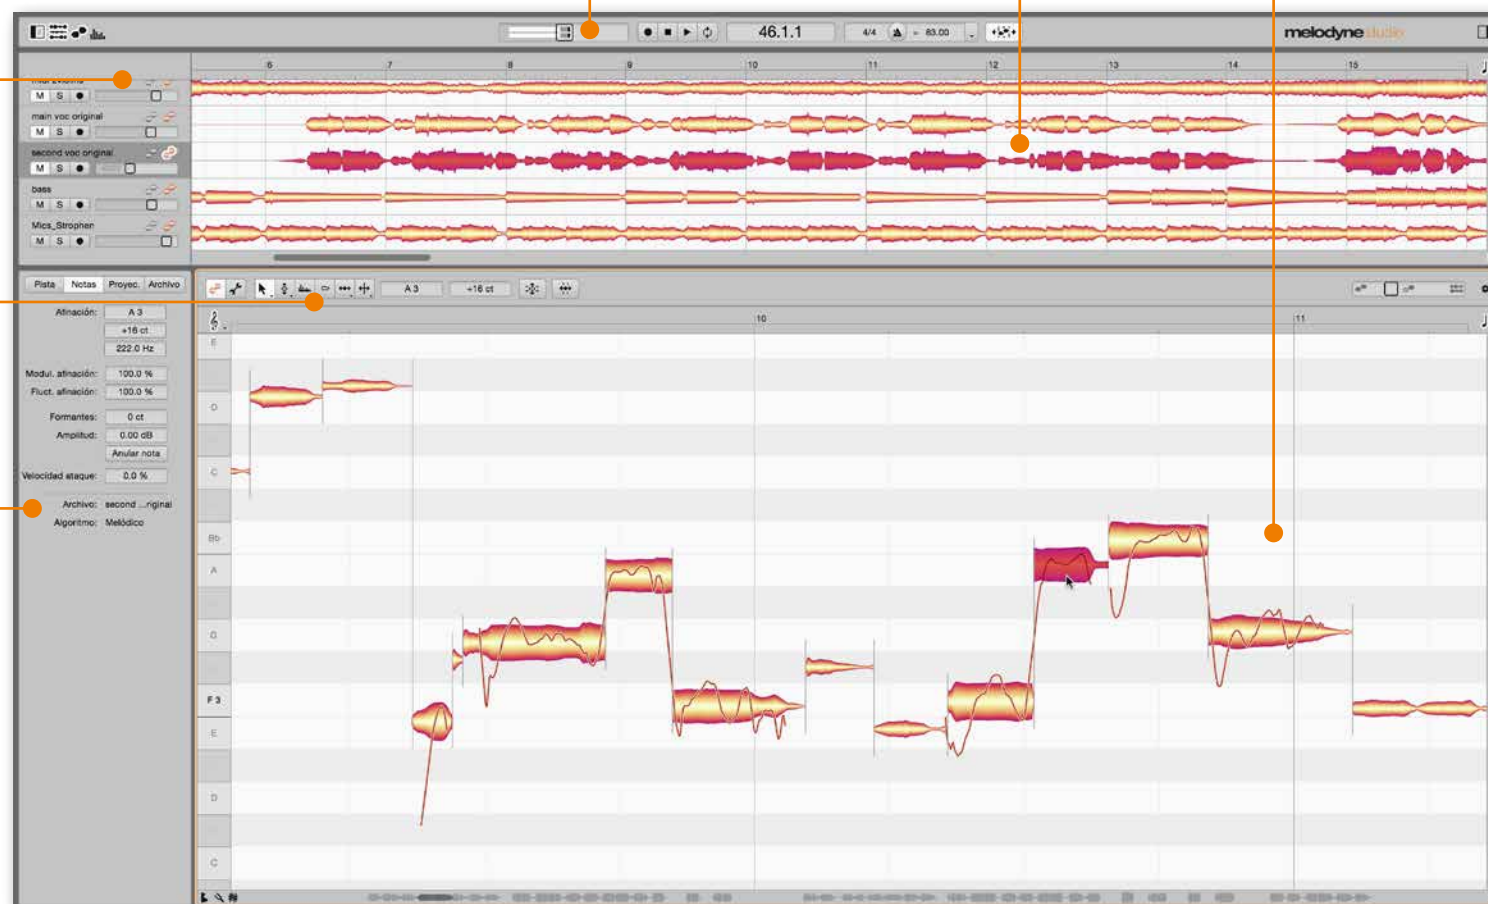 46.1.1
4/4
= 83.00
melodyne studio
6 7 8 9 10 11 12 13 14 15
M S
main voc original
M S
second voc original
M S
bass
M S
Mics_Strophen
M S
Pista Notas Proyec. Archivo
A 3
+16 ct
Afinación: A 3
+16 ct
222.0 Hz
Modul. afinación: 100.0 %
Fluct. afinación: 100.0 %
Formantes: 0 ct
Amplitud: 0.00 dB
Anular nota
Velocidad ataque: 0.0 %
Archivo: second ...riginal
Algoritmo: Melódico
10 11
E
D
C
Bb
A
G
F 3
E
D
C